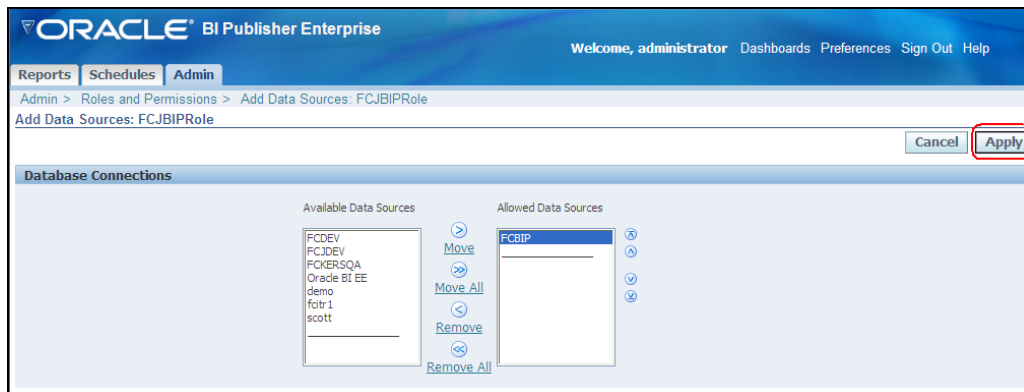 ORACLE® BI Publisher Enterprise
Welcome, administrator Dashboards Preferences Sign Out Help
Reports Schedules Admin
Admin > Roles and Permissions > Add Data Sources: FCJBIPRole
Add Data Sources: FCJBIPRole
Cancel Apply
Database Connections
Available Data Sources
FCDEV
FCJDEV
FCKERSQA
Oracle BI EE
demo
fcitr1
scott
Move
Move All
Remove
Remove All
Allowed Data Sources
FCBIP